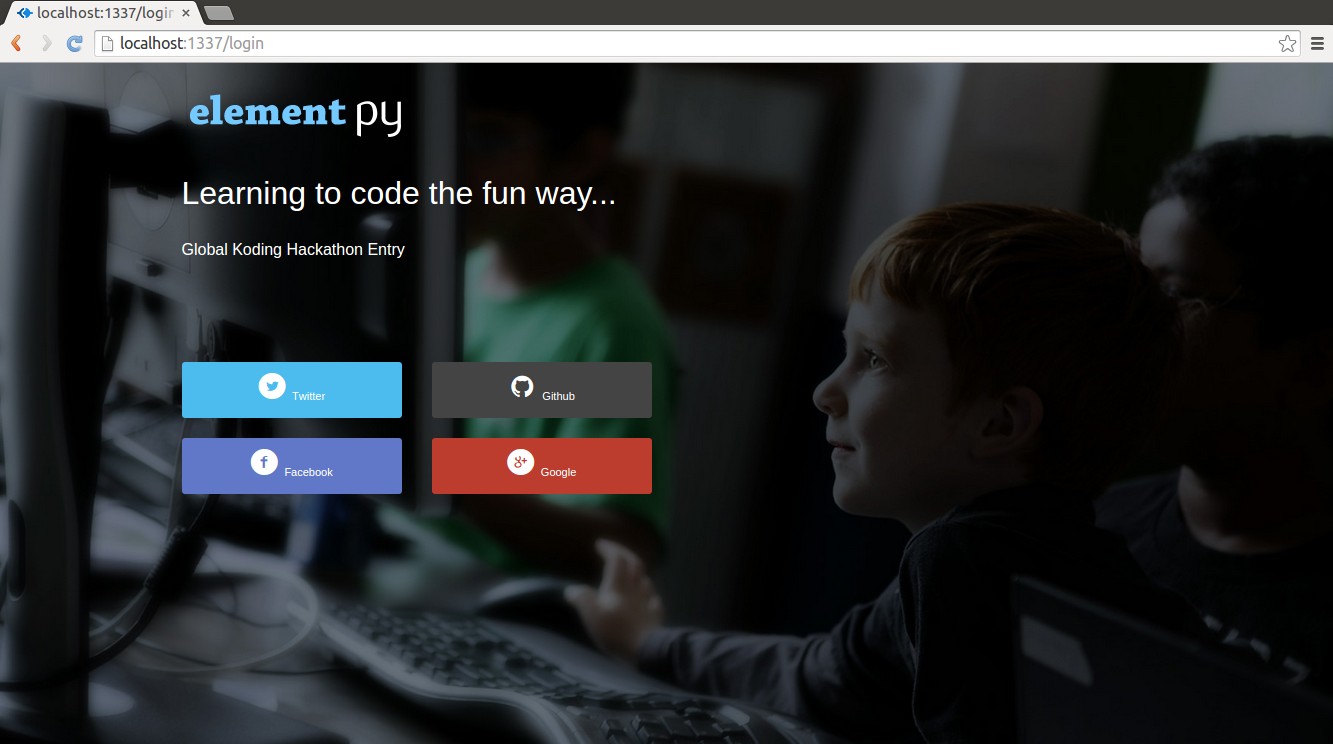 localhost:1337/login
localhost:1337/login
element py
Learning to code the fun way...
Global Koding Hackathon Entry
Twitter
Github
Facebook
Google